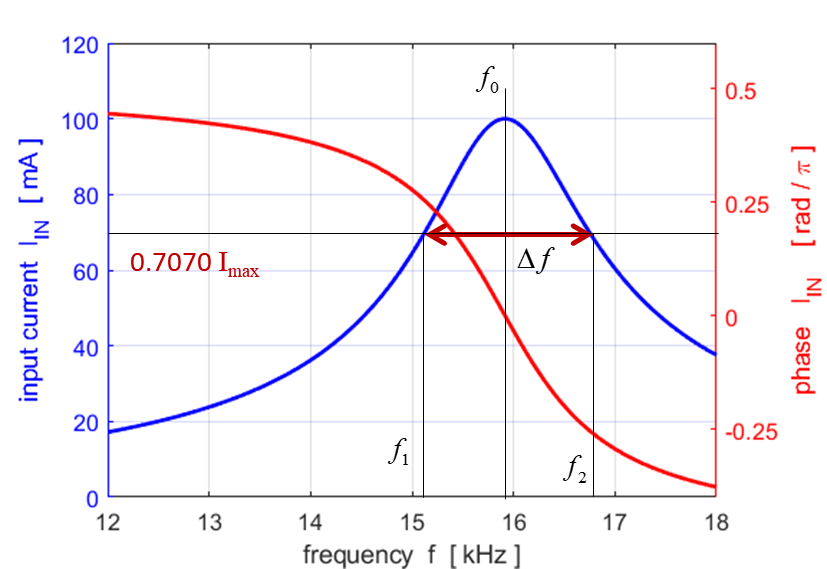 120
100
80
60
40
20
0
input current I_IN [ mA ]
f₀
0.7070 I_max
Δf
f₁
f₂
0.5
0.25
0
-0.25
phase I_IN [ rad / π ]
12 13 14 15 16 17 18
frequency f [ kHz ]